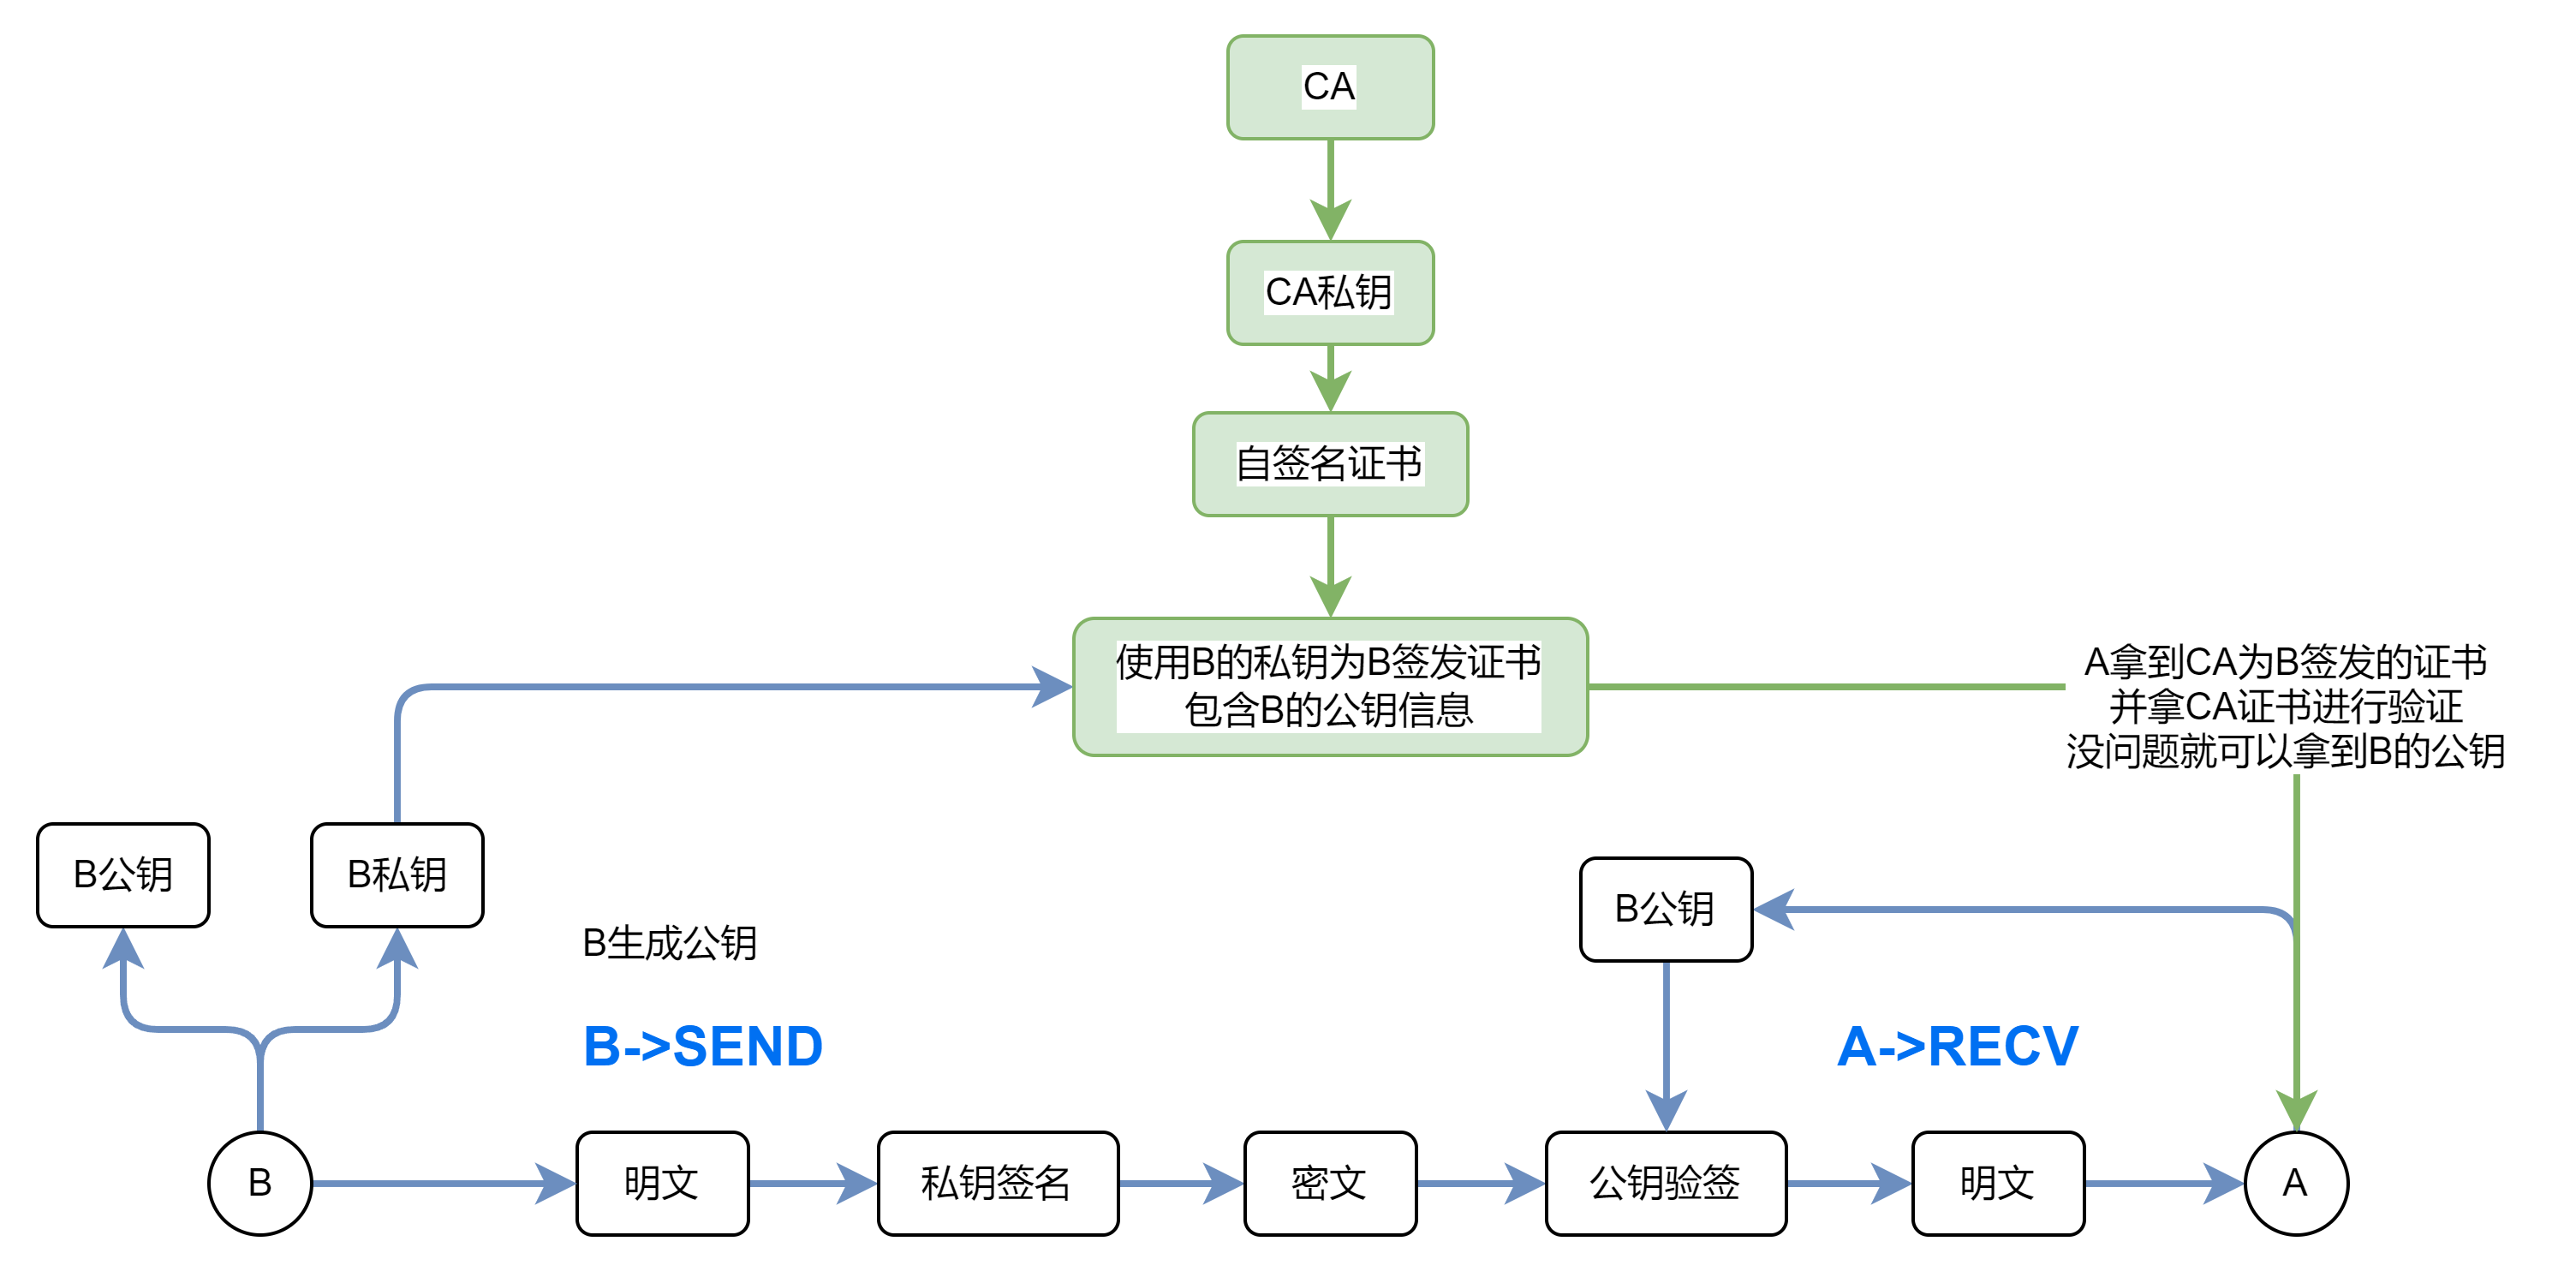 CA
CA私钥
自签名证书
使用B的私钥为B签发证书
包含B的公钥信息
A拿到CA为B签发的证书
并拿CA证书进行验证
没问题就可以拿到B的公钥
B公钥
B私钥
B公钥
B生成公钥
B->SEND
A->RECV
B
明文
私钥签名
密文
公钥验签
明文
A